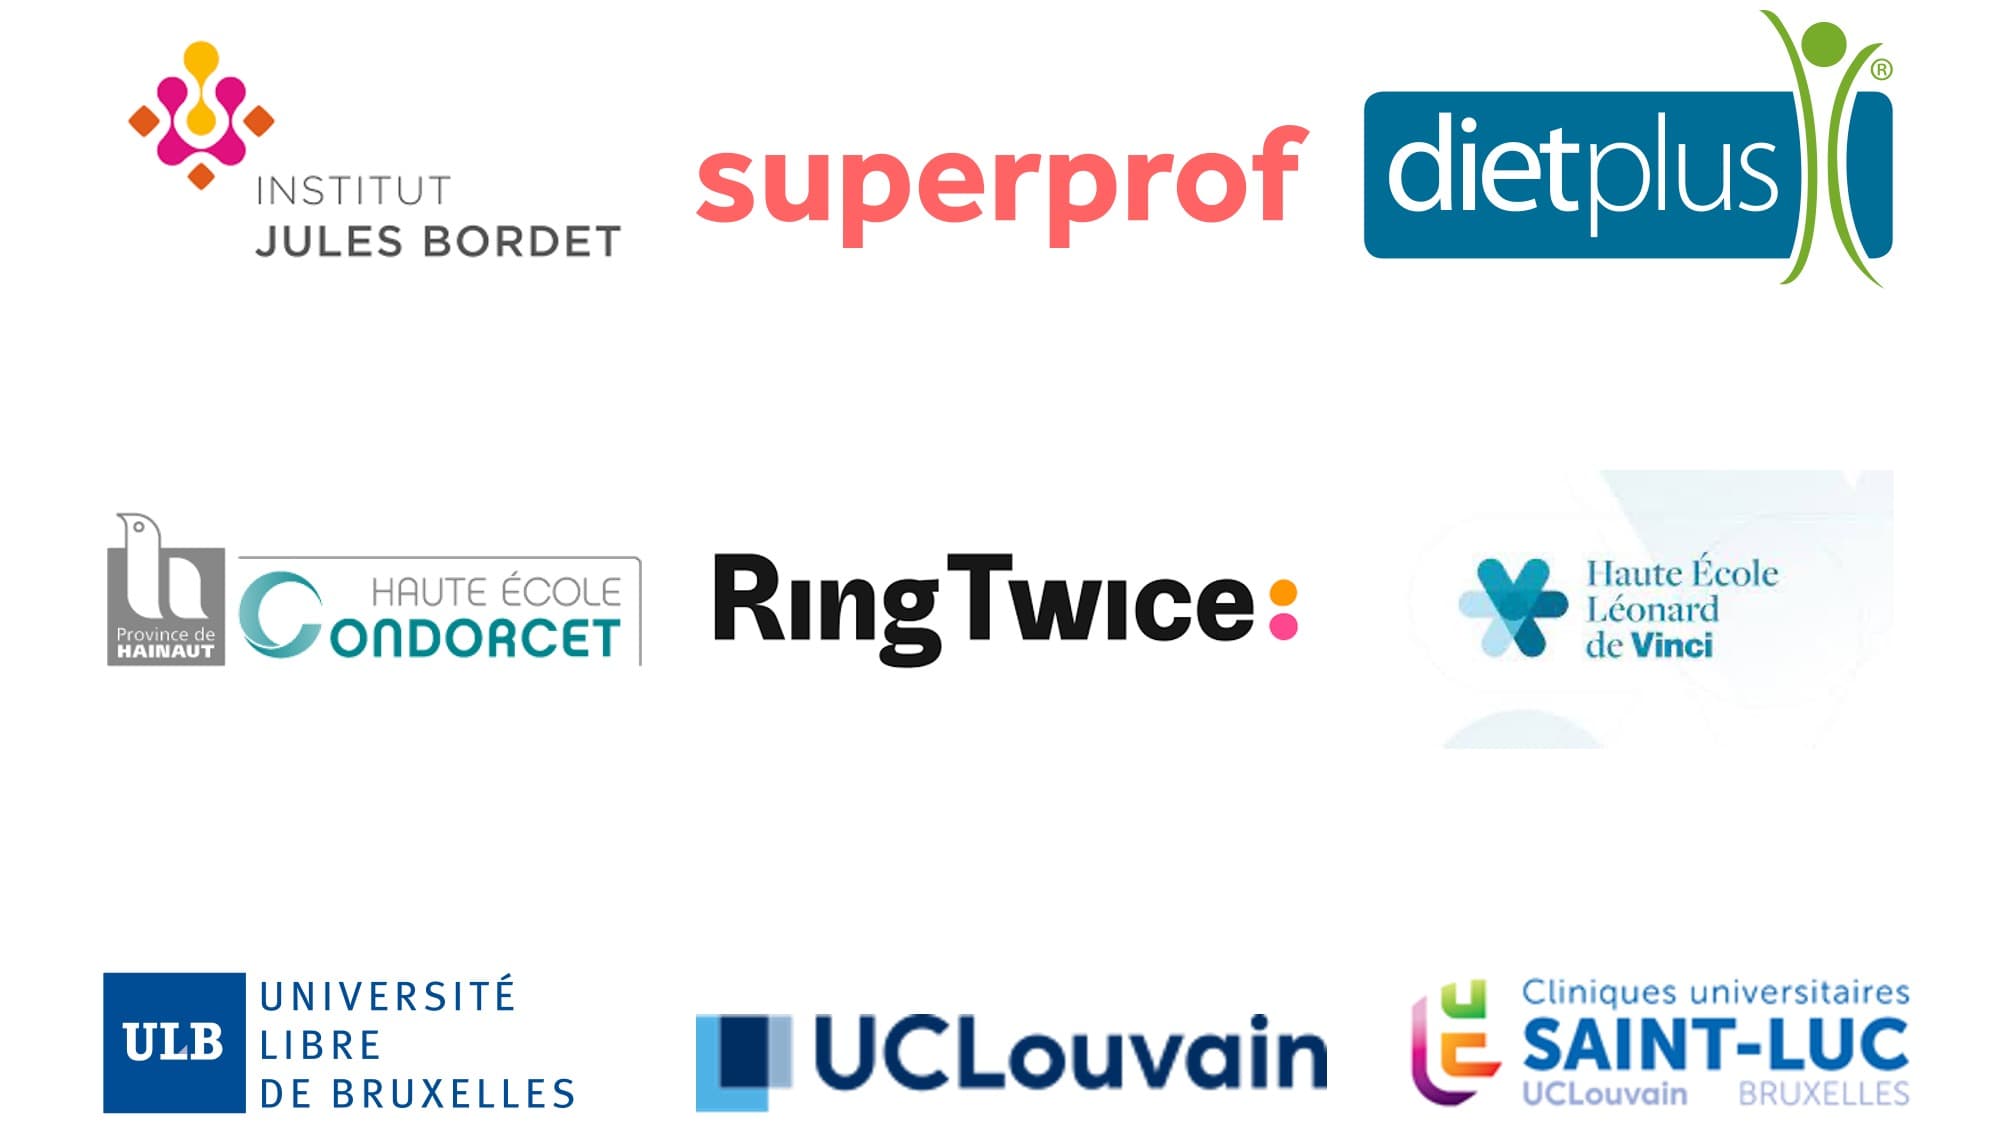 INSTITUT
JULES BORDET
superprof
dietplus®
Province de
HAINAUT
HAUTE ÉCOLE
CONDORCET
RingTwice:
Haute École
Léonard
de Vinci
ULB
UNIVERSITÉ
LIBRE
DE BRUXELLES
UCLouvain
Cliniques universitaires
SAINT-LUC
UCLouvain BRUXELLES